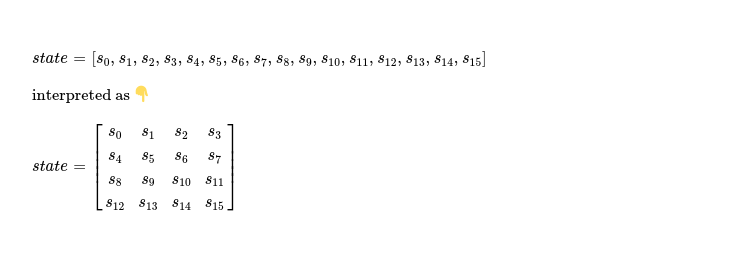 state = [s₀, s₁, s₂, s₃, s₄, s₅, s₆, s₇, s₈, s₉, s₁₀, s₁₁, s₁₂, s₁₃, s₁₄, s₁₅]
interpreted as 👇
s₀ s₁ s₂ s₃
s₄ s₅ s₆ s₇
state =
s₈ s₉ s₁₀ s₁₁
s₁₂ s₁₃ s₁₄ s₁₅